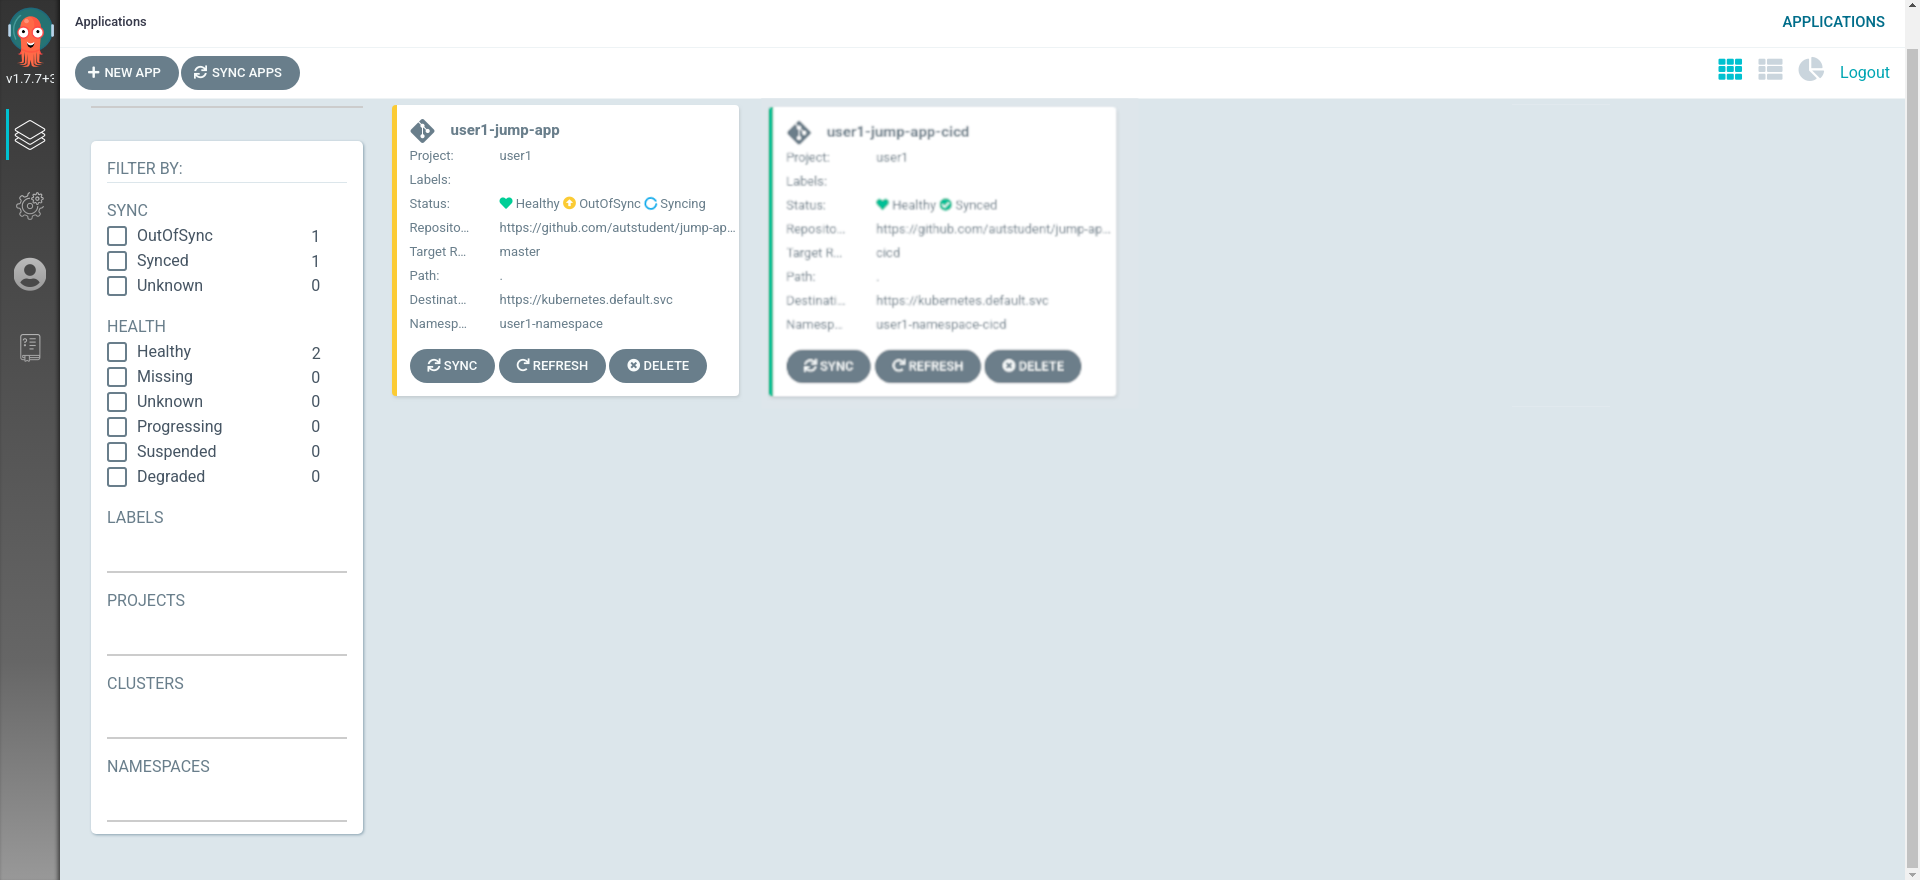 Applications
APPLICATIONS
v1.7.7+3
NEW APP
SYNC APPS
Logout
FILTER BY:
SYNC
OutOfSync 1
Synced 1
Unknown 0
HEALTH
Healthy 2
Missing 0
Unknown 0
Progressing 0
Suspended 0
Degraded 0
LABELS
PROJECTS
CLUSTERS
NAMESPACES
user1-jump-app
Project: user1
Labels:
Status: Healthy OutOfSync Syncing
Reposito... https://github.com/autstudent/jump-ap...
Target R... master
Path: .
Destinat... https://kubernetes.default.svc
Namesp... user1-namespace
SYNC REFRESH DELETE
user1-jump-app-cicd
Project: user1
Labels:
Status: Healthy Synced
Reposito... https://github.com/autstudent/jump-ap...
Target R... cicd
Path: .
Destinati... https://kubernetes.default.svc
Namesp... user1-namespace-cicd
SYNC REFRESH DELETE